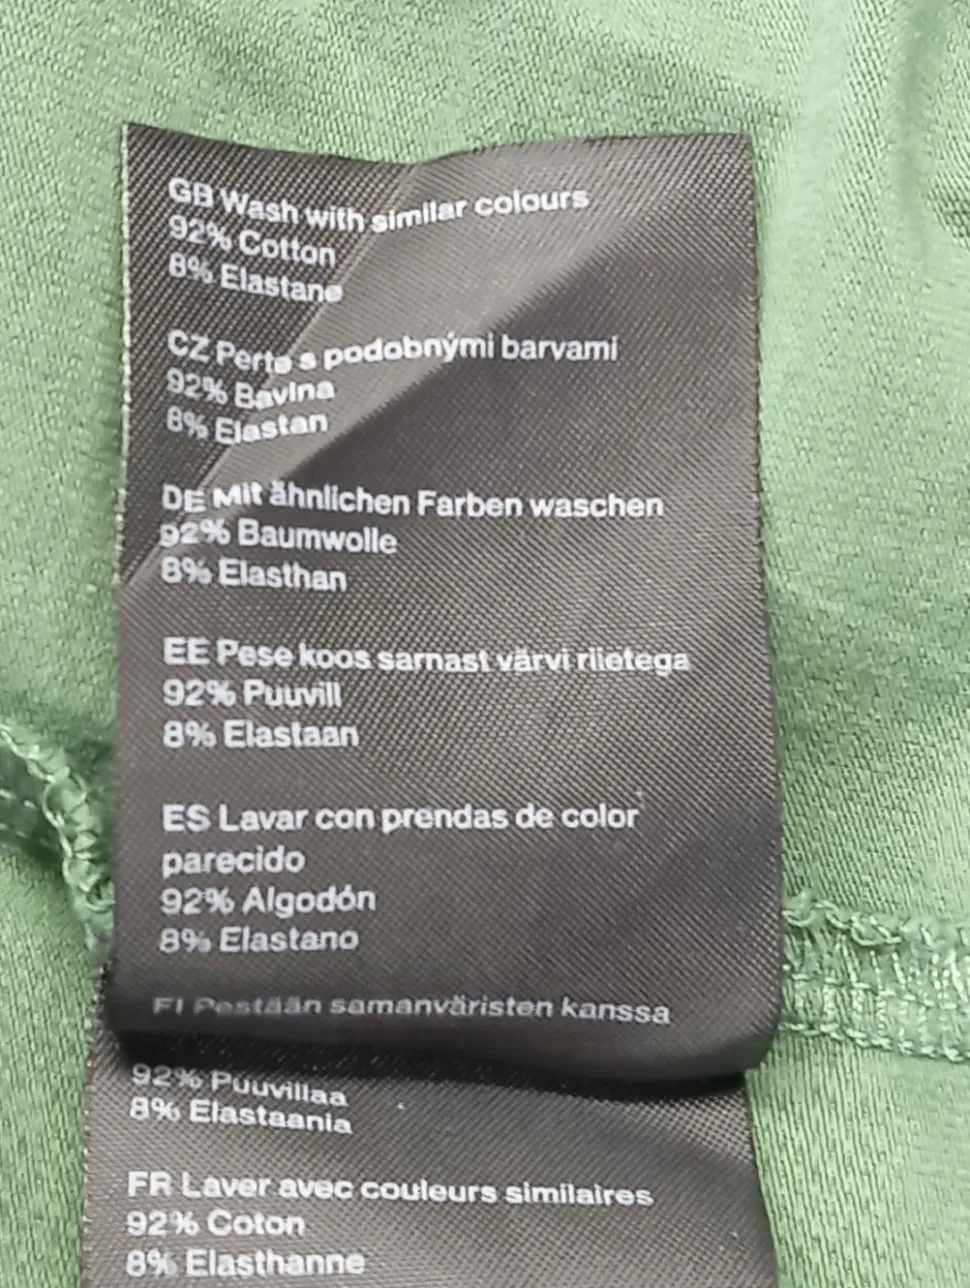 GB Wash with similar colours
92% Cotton
8% Elastane
CZ Perte s podobnými barvami
92% Bavlna
8% Elastan
DE Mit ähnlichen Farben waschen
92% Baumwolle
8% Elasthan
EE Pese koos sarnast värvi riietega
92% Puuvill
8% Elastaan
ES Lavar con prendas de color
parecido
92% Algodón
8% Elastano
FI Pestään samanväristen kanssa
92% Puuvillaa
8% Elastaania
FR Laver avec couleurs similaires
92% Coton
8% Elasthanne